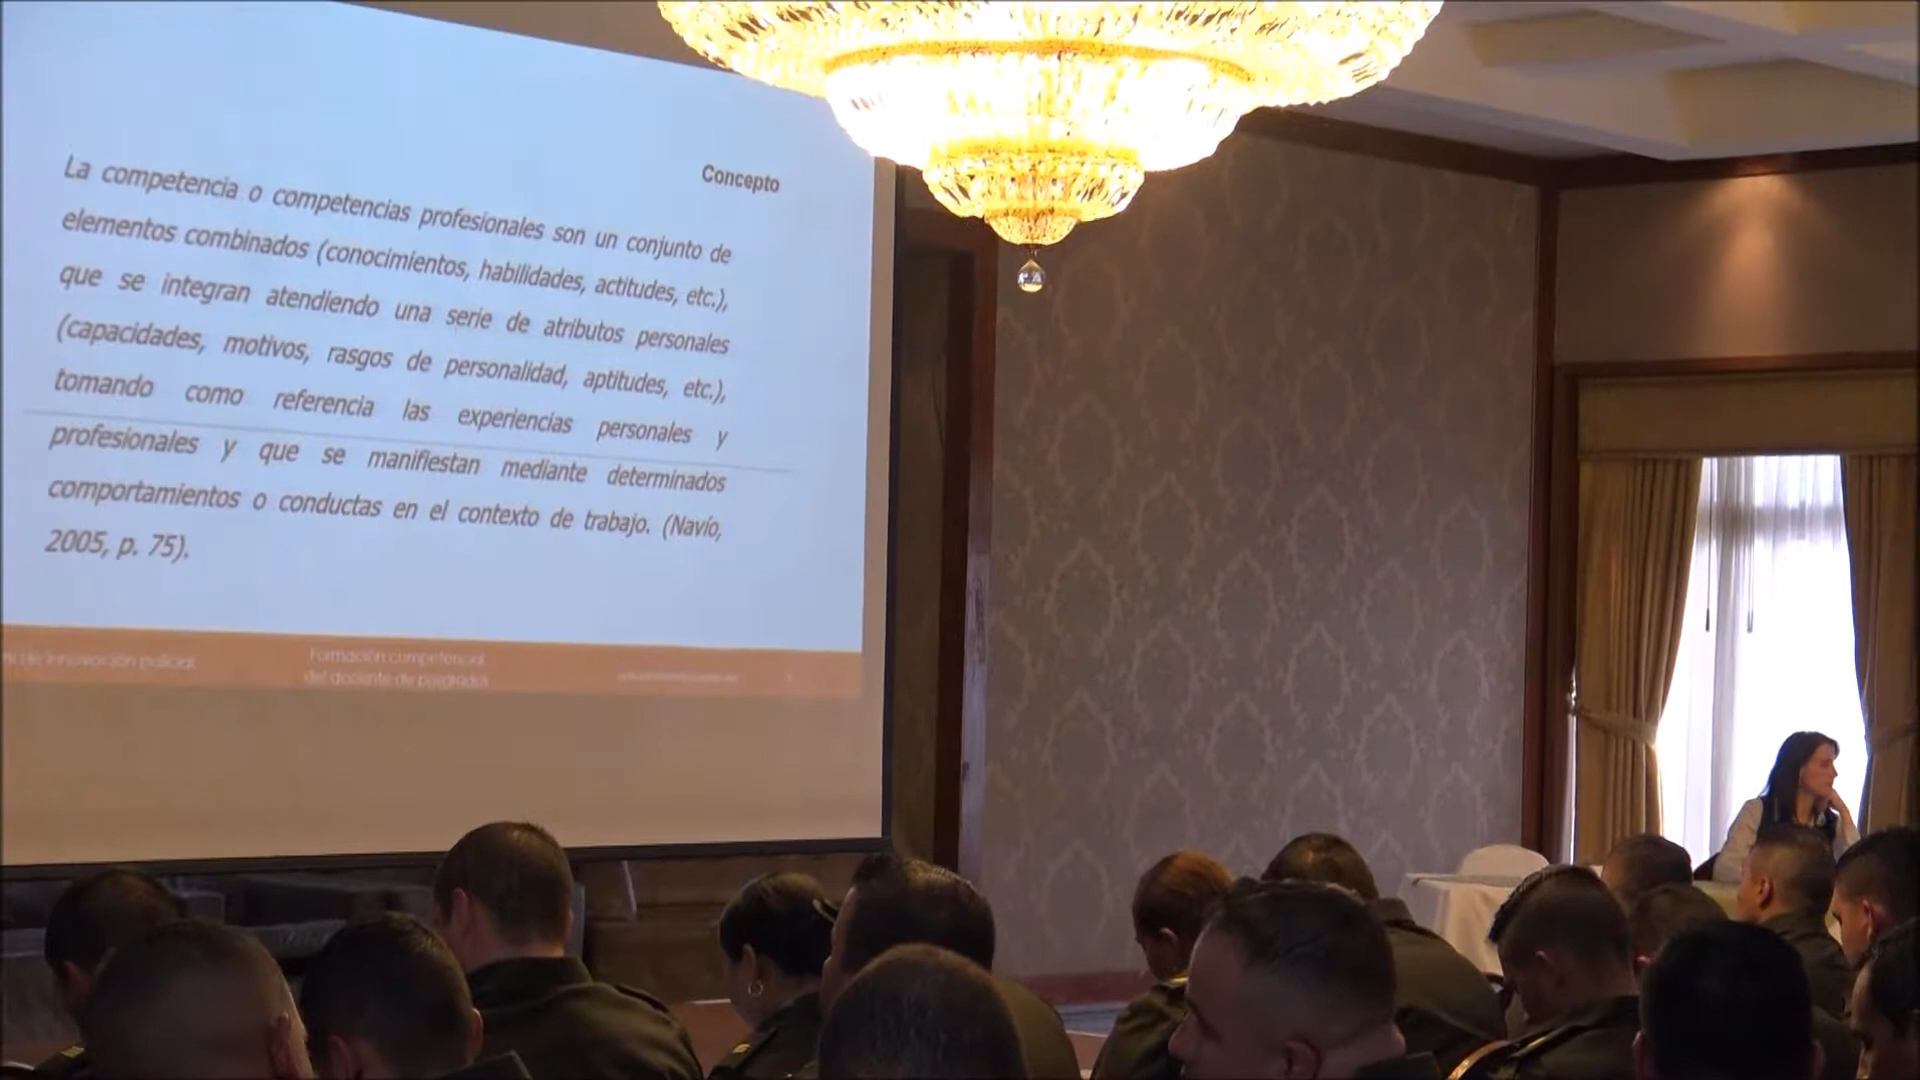 Concepto
La competencia o competencias profesionales son un conjunto de
elementos combinados (conocimientos, habilidades, actitudes, etc.),
que se integran atendiendo una serie de atributos personales
(capacidades, motivos, rasgos de personalidad, aptitudes, etc.),
tomando como referencia las experiencias personales y
profesionales y que se manifiestan mediante determinados
comportamientos o conductas en el contexto de trabajo. (Navío,
2005, p. 75).
innovación policial
Formación competencial
del docente de posgrados